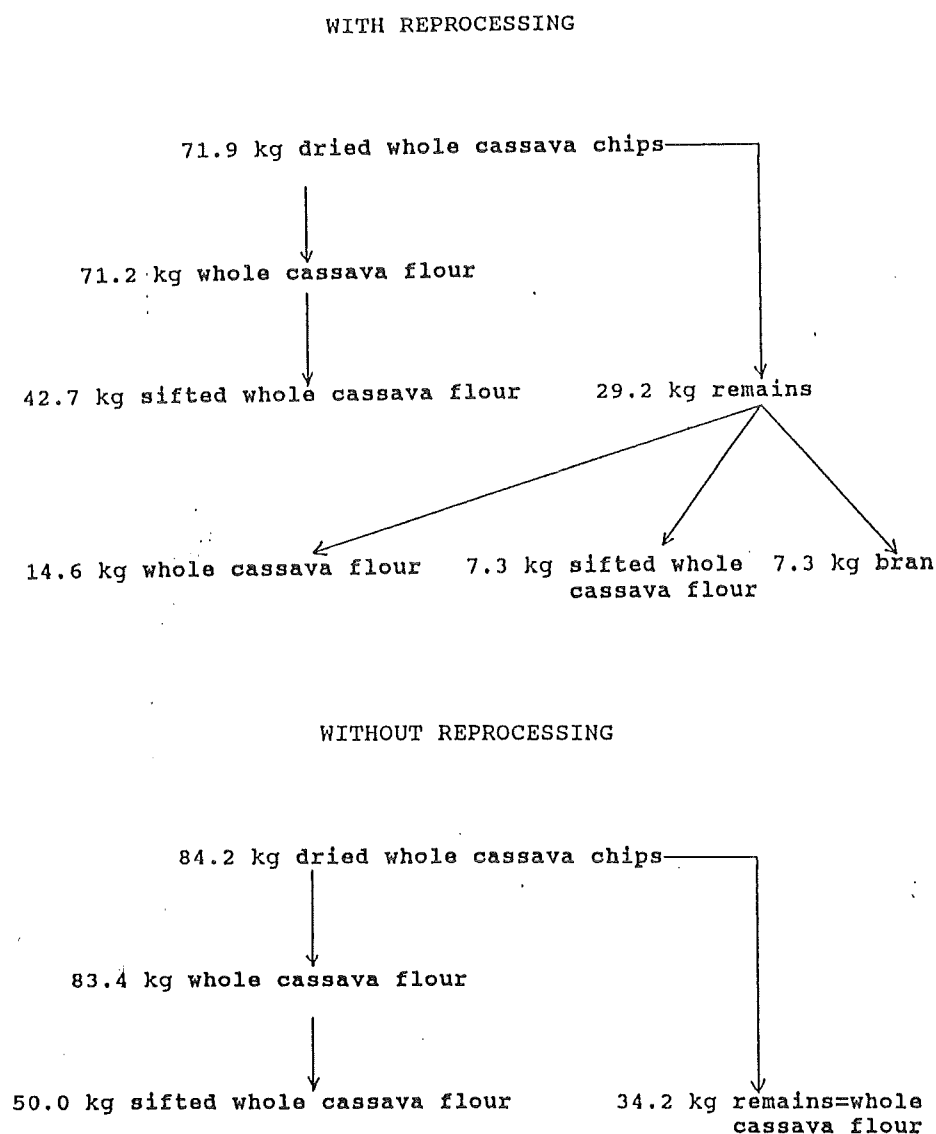 WITH REPROCESSING
71.9 kg dried whole cassava chips
71.2 kg whole cassava flour
42.7 kg sifted whole cassava flour 29.2 kg remains
14.6 kg whole cassava flour 7.3 kg sifted whole 7.3 kg bran
cassava flour
WITHOUT REPROCESSING
84.2 kg dried whole cassava chips
83.4 kg whole cassava flour
50.0 kg sifted whole cassava flour 34.2 kg remains=whole
cassava flour